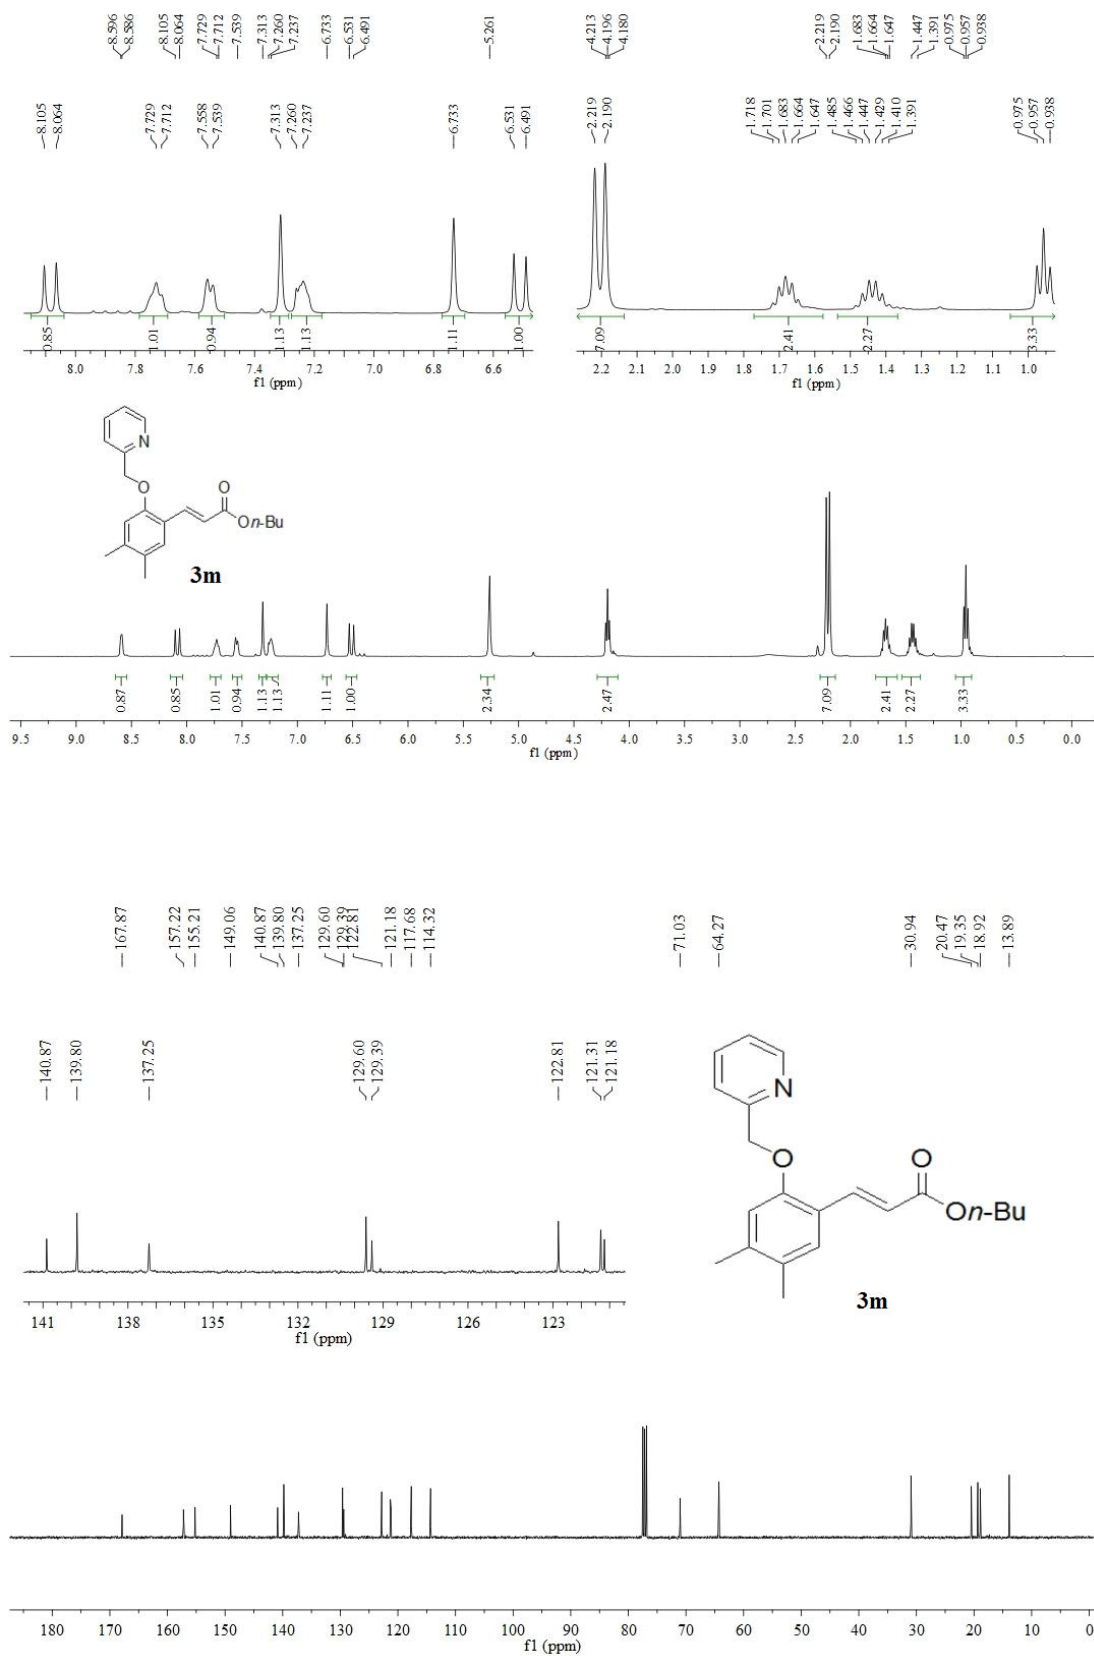 8.596 8.586 8.105 8.064 7.729 7.712 7.539 7.313 7.260 7.237 6.733 6.531 6.491 5.261 4.213 4.196 4.180 2.219 2.190 1.683 1.664 1.647 1.447 1.391 0.975 0.957 0.938
8.105 8.064 7.729 7.712 7.558 7.539 7.313 7.260 7.237 6.733 6.531 6.491
2.219 2.190 1.718 1.701 1.683 1.664 1.647 1.485 1.466 1.447 1.429 1.410 1.391 0.975 0.957 0.938
0.85 1.01 0.94 1.13 1.13 1.11 1.00
7.09 2.41 2.27 3.33
8.0 7.8 7.6 7.4 7.2 7.0 6.8 6.6
f1 (ppm)
2.2 2.1 2.0 1.9 1.8 1.7 1.6 1.5 1.4 1.3 1.2 1.1 1.0
f1 (ppm)
N
O
O
On-Bu
3m
0.87 0.85 1.01 0.94 1.13 1.13 1.11 1.00 2.34 2.47 7.09 2.41 2.27 3.33
9.5 9.0 8.5 8.0 7.5 7.0 6.5 6.0 5.5 5.0 4.5 4.0 3.5 3.0 2.5 2.0 1.5 1.0 0.5 0.0
f1 (ppm)
167.87 157.22 155.21 149.06 140.87 139.80 137.25 129.60 129.39 122.81 121.18 117.68 114.32 71.03 64.27 30.94 20.47 19.35 18.92 13.89
140.87 139.80 137.25 129.60 129.39 122.81 121.31 121.18
141 138 135 132 129 126 123
f1 (ppm)
N
O
O
On-Bu
3m
180 170 160 150 140 130 120 110 100 90 80 70 60 50 40 30 20 10 0
f1 (ppm)